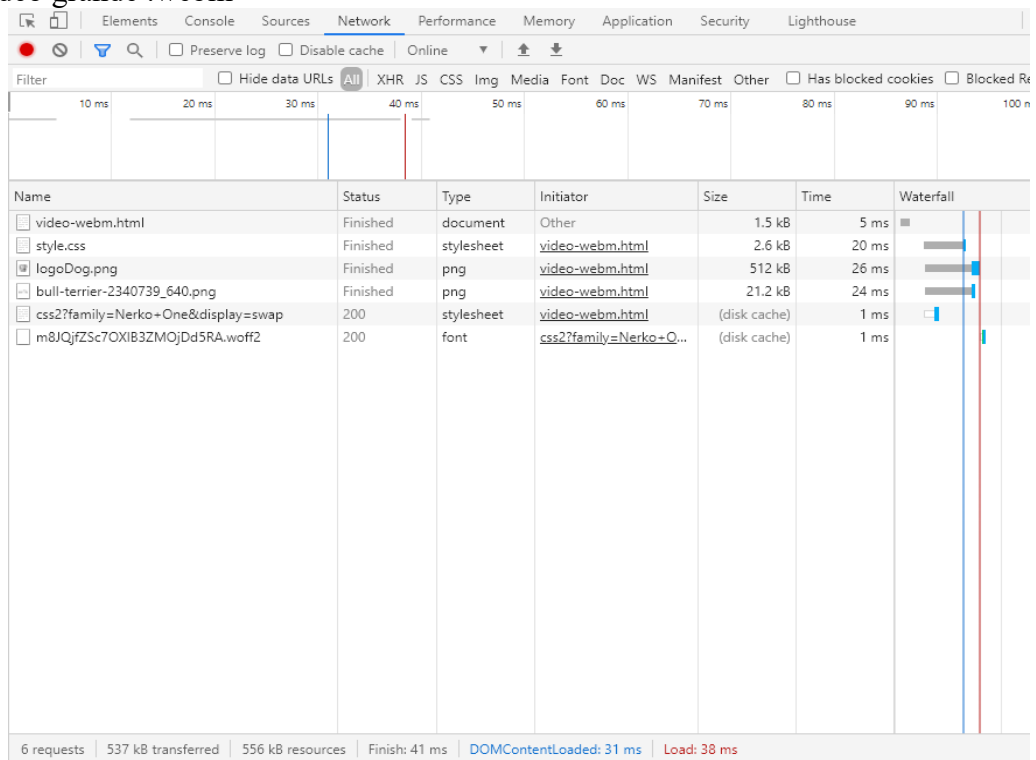 Elements Console Sources Network Performance Memory Application Security Lighthouse
Preserve log Disable cache Online
Filter Hide data URLs All XHR JS CSS Img Media Font Doc WS Manifest Other Has blocked cookies Blocked Re
10 ms 20 ms 30 ms 40 ms 50 ms 60 ms 70 ms 80 ms 90 ms 100 m
Name Status Type Initiator Size Time Waterfall
video-webm.html Finished document Other 1.5 kB 5 ms
style.css Finished stylesheet video-webm.html 2.6 kB 20 ms
logoDog.png Finished png video-webm.html 512 kB 26 ms
bull-terrier-2340739_640.png Finished png video-webm.html 21.2 kB 24 ms
css2?family=Nerko+One&display=swap 200 stylesheet video-webm.html (disk cache) 1 ms
m8JQjfZSc7OXlB3ZMOjDd5RA.woff2 200 font css2?family=Nerko+O... (disk cache) 1 ms
6 requests 537 kB transferred 556 kB resources Finish: 41 ms DOMContentLoaded: 31 ms Load: 38 ms